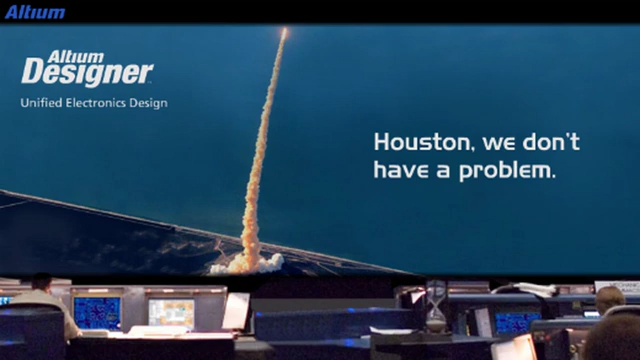 Altium
Altium
Designer
Unified Electronics Design
Houston, we don't
have a problem.